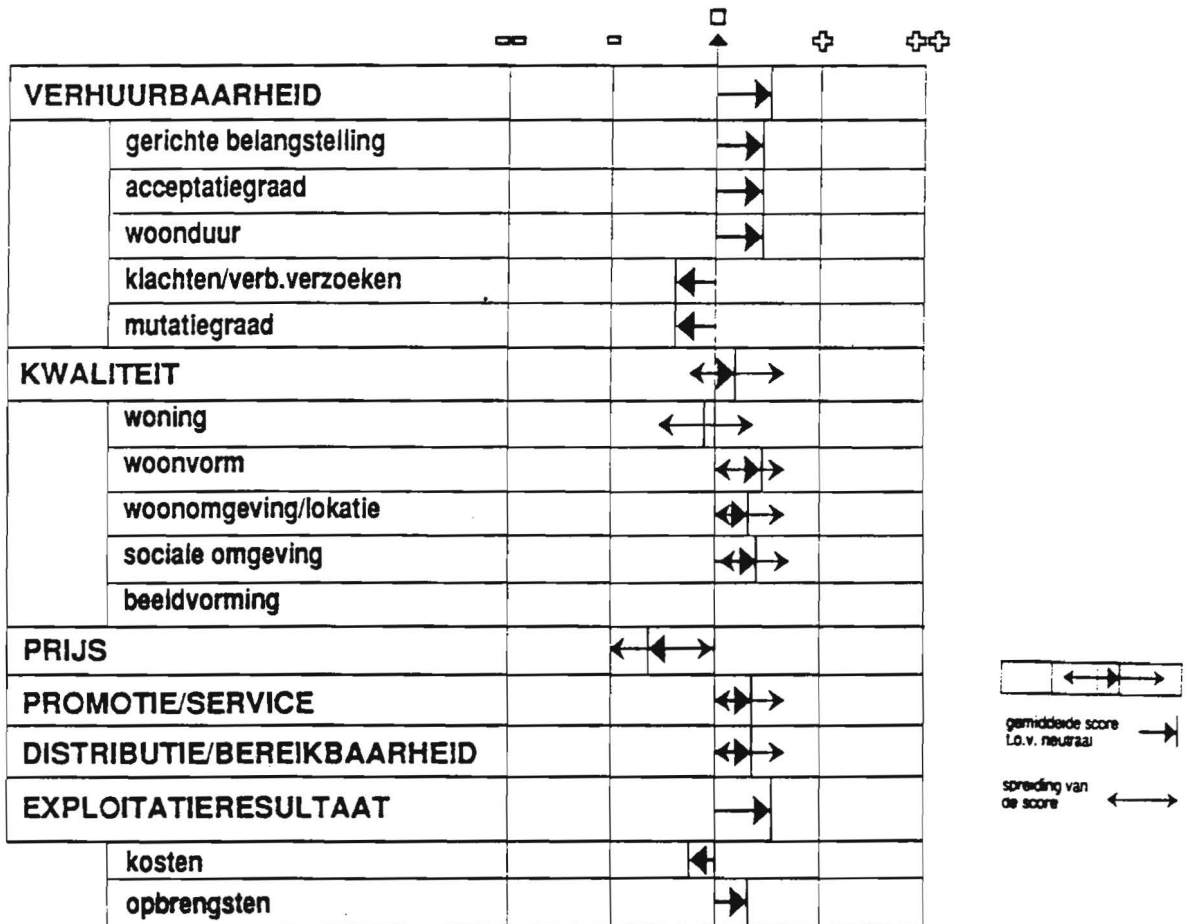 VERHUURBAARHEID
gerichte belangstelling
acceptatiegraad
woonduur
klachten/verb.verzoeken
mutatiegraad
KWALITEIT
woning
woonvorm
woonomgeving/lokatie
sociale omgeving
beeldvorming
PRIJS
PROMOTIE/SERVICE
DISTRIBUTIE/BEREIKBAARHEID
EXPLOITATIERESULTAAT
kosten
opbrengsten
gemiddelde score
t.o.v. neutraal
spreiding van
de score